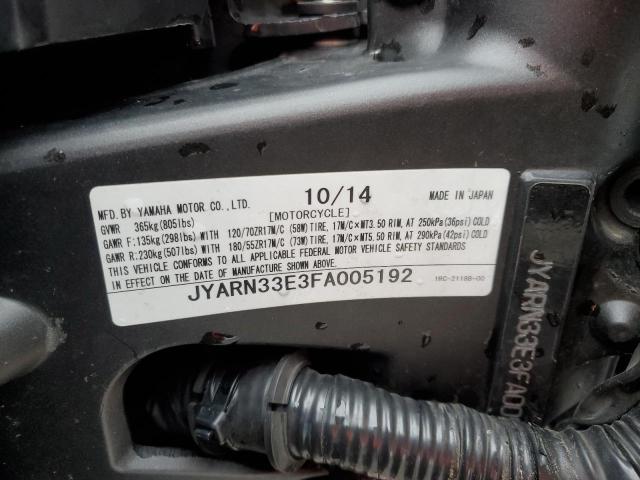 10/14
MFD. BY YAMAHA MOTOR CO., LTD. MADE IN JAPAN
GVWR 365kg (805lbs) [MOTORCYCLE]
GAWR F:135kg (298lbs) WITH 120/70ZR17M/C (58W) TIRE, 17M/C×MT3.50 RIM, AT 250kPa(36psi) COLD
GAWR R:230kg (507lbs) WITH 180/55ZR17M/C (73W) TIRE, 17M/C×MT5.50 RIM, AT 290kPa(42psi) COLD
THIS VEHICLE CONFORMS TO ALL APPLICABLE FEDERAL MOTOR VEHICLE SAFETY STANDARDS
IN EFFECT ON THE DATE OF MANUFACTURE SHOWN ABOVE.
JYARN33E3FA005192 1RC-2118B-00
JYARN33E3FA00